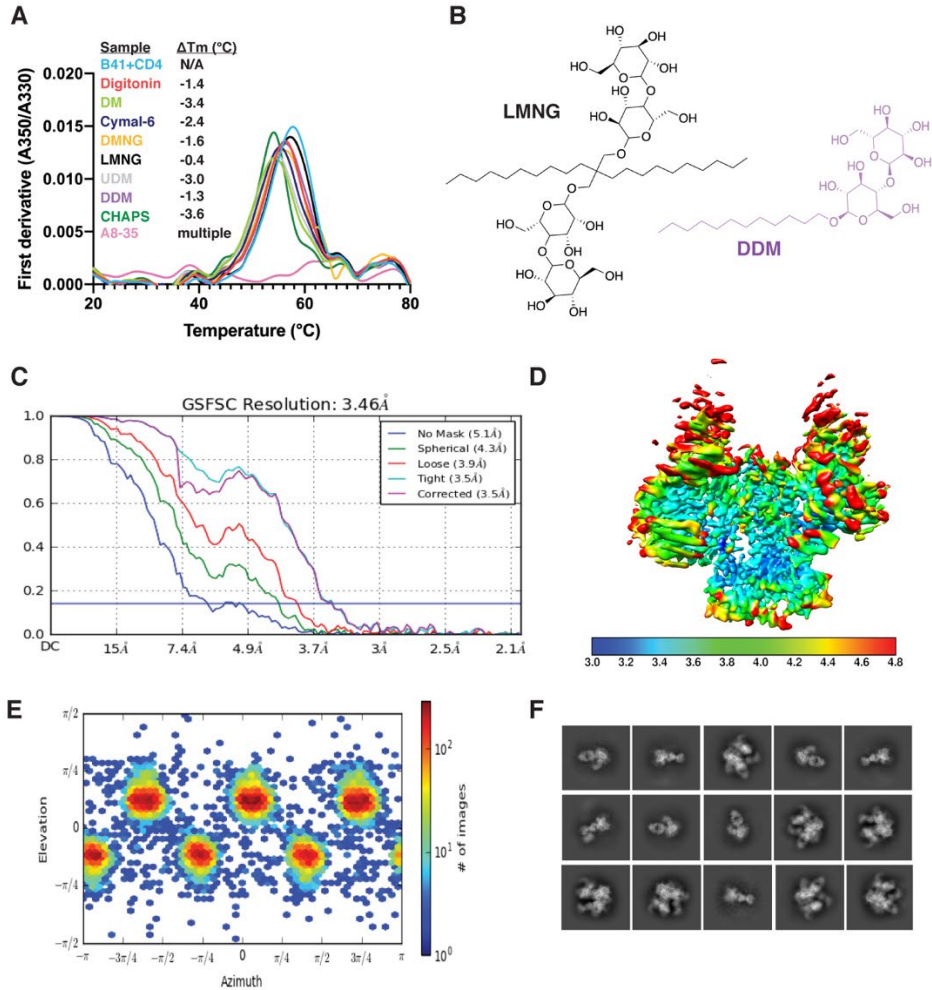 A
Sample ΔTm (°C)
B41+CD4 N/A
Digitonin -1.4
DM -3.4
Cymal-6 -2.4
DMNG -1.6
LMNG -0.4
UDM -3.0
DDM -1.3
CHAPS -3.6
A8-35 multiple
First derivative (A350/A330)
0.020
0.015
0.010
0.005
0.000
20 40 60 80
Temperature (°C)
B
LMNG
DDM
OH
HO
O
C
GSFSC Resolution: 3.46Å
1.0
0.8
0.6
0.4
0.2
0.0
No Mask (5.1Å)
Spherical (4.3Å)
Loose (3.9Å)
Tight (3.5Å)
Corrected (3.5Å)
DC 15Å 7.4Å 4.9Å 3.7Å 3Å 2.5Å 2.1Å
D
3.0 3.2 3.4 3.6 3.8 4.0 4.2 4.4 4.6 4.8
E
Elevation
π/2
π/4
0
−π/4
−π/2
−π −3π/4 −π/2 −π/4 0 π/4 π/2 3π/4 π
Azimuth
# of images
10²
10¹
10⁰
F